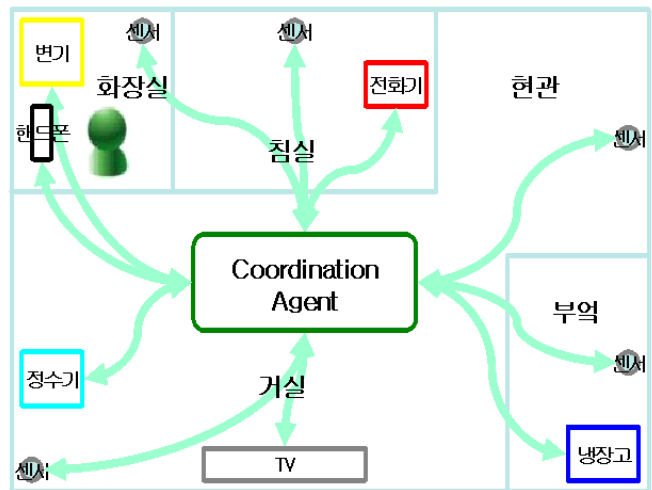 센서
센서
변기
화장실
전화기
현관
핸드폰
침실
센서
Coordination
Agent
부엌
센서
정수기
거실
냉장고
센서
TV